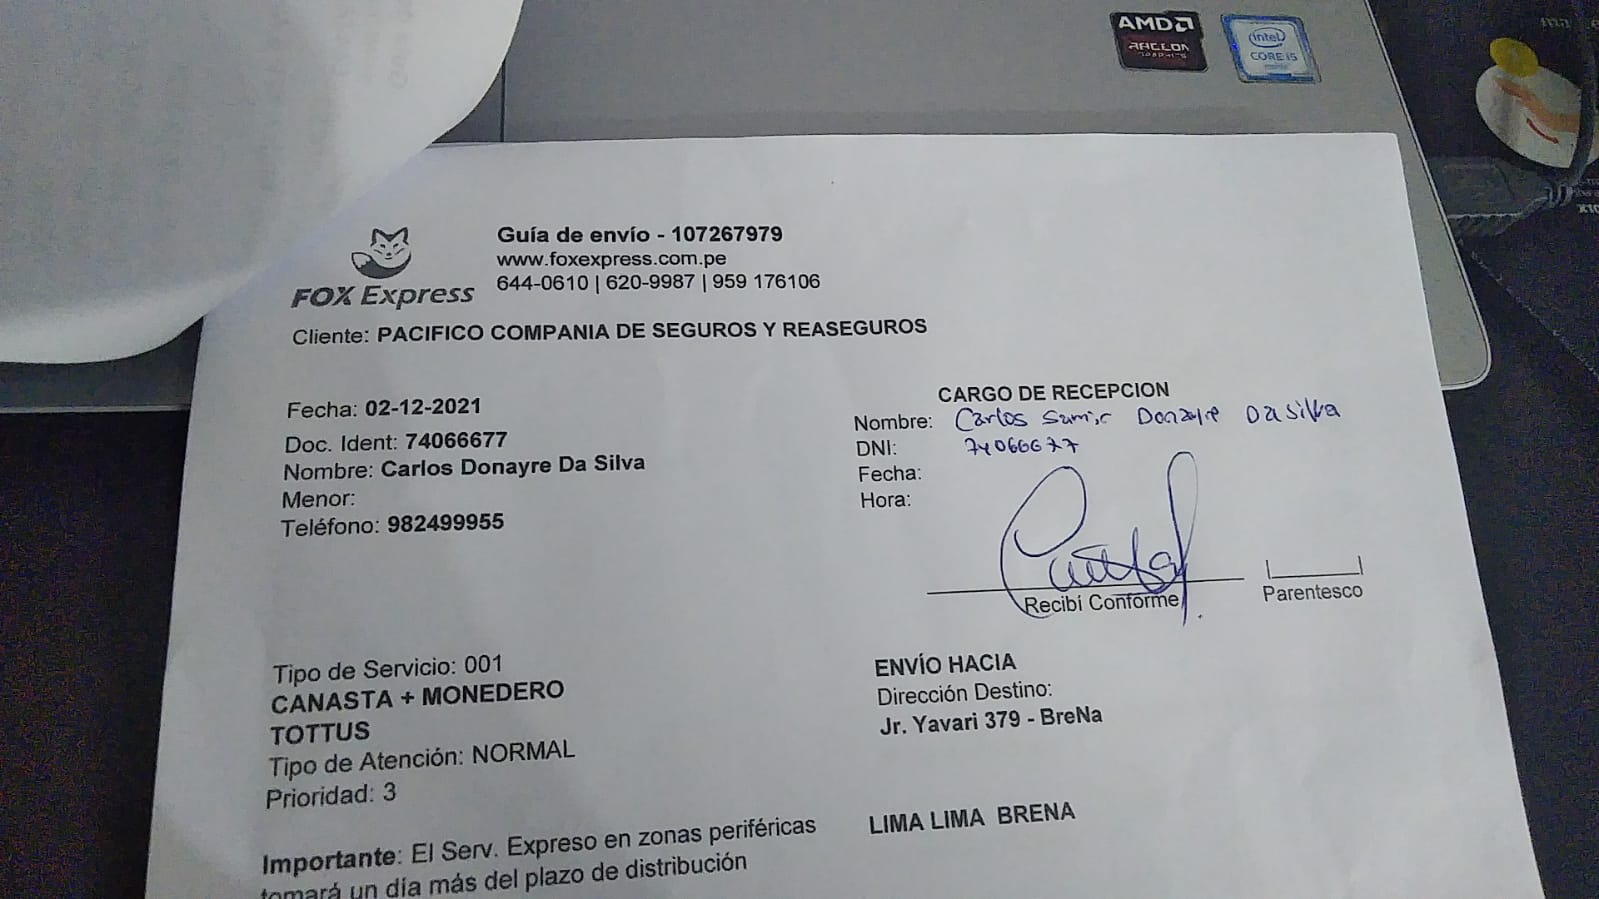 AMD
RADEON
GRAPHICS
intel
CORE i5
Guía de envío - 107267979
www.foxexpress.com.pe
644-0610 | 620-9987 | 959 176106
FOX Express
Cliente: PACIFICO COMPANIA DE SEGUROS Y REASEGUROS
Fecha: 02-12-2021
Doc. Ident: 74066677
Nombre: Carlos Donayre Da Silva
Menor:
Teléfono: 982499955
CARGO DE RECEPCION
Nombre: Carlos Samir Donayre Da Silva
DNI: 74066677
Fecha:
Hora:
Recibí Conforme
Parentesco
Tipo de Servicio: 001
CANASTA + MONEDERO
TOTTUS
Tipo de Atención: NORMAL
Prioridad: 3
ENVÍO HACIA
Dirección Destino:
Jr. Yavari 379 - BreNa
LIMA LIMA BRENA
Importante: El Serv. Expreso en zonas periféricas
tomará un día más del plazo de distribución